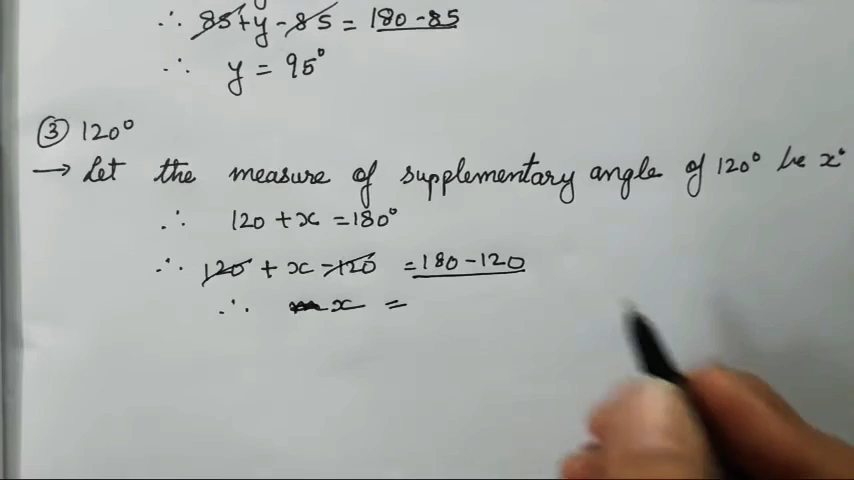 ∴ 85 + y - 85 = 180 - 85
∴ y = 95°
③ 120°
→ Let the measure of supplementary angle of 120° be x°
∴ 120 + x = 180°
∴ 120 + x - 120 = 180 - 120
∴ x =